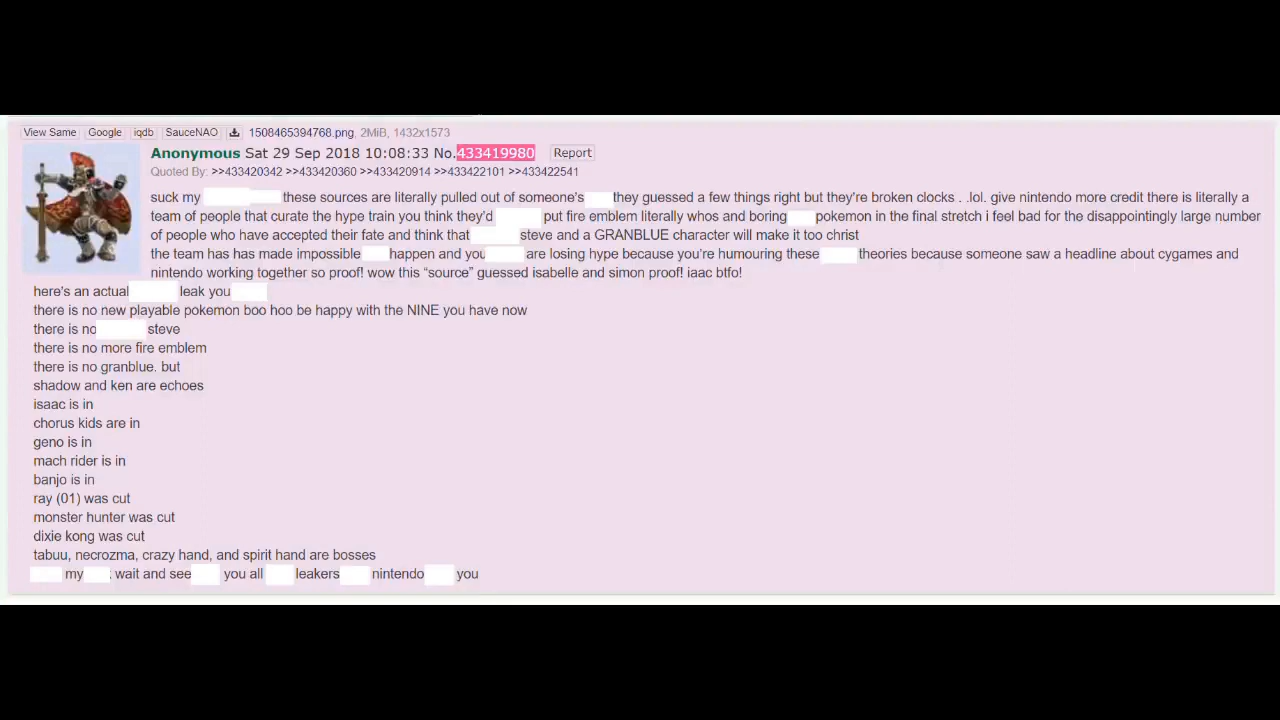 View Same Google iqdb SauceNAO 1508465394768.png, 2MiB, 1432x1573
Anonymous Sat 29 Sep 2018 10:08:33 No.433419980 Report
Quoted By: >>433420342 >>433420360 >>433420914 >>433422101 >>433422541
suck my these sources are literally pulled out of someone's they guessed a few things right but they're broken clocks . .lol. give nintendo more credit there is literally a
team of people that curate the hype train you think they'd put fire emblem literally whos and boring pokemon in the final stretch i feel bad for the disappointingly large number
of people who have accepted their fate and think that steve and a GRANBLUE character will make it too christ
the team has has made impossible happen and you are losing hype because you're humouring these theories because someone saw a headline about cygames and
nintendo working together so proof! wow this “source” guessed isabelle and simon proof! iaac btfo!
here's an actual leak you
there is no new playable pokemon boo hoo be happy with the NINE you have now
there is no steve
there is no more fire emblem
there is no granblue. but
shadow and ken are echoes
isaac is in
chorus kids are in
geno is in
mach rider is in
banjo is in
ray (01) was cut
monster hunter was cut
dixie kong was cut
tabuu, necrozma, crazy hand, and spirit hand are bosses
my wait and see you all leakers nintendo you